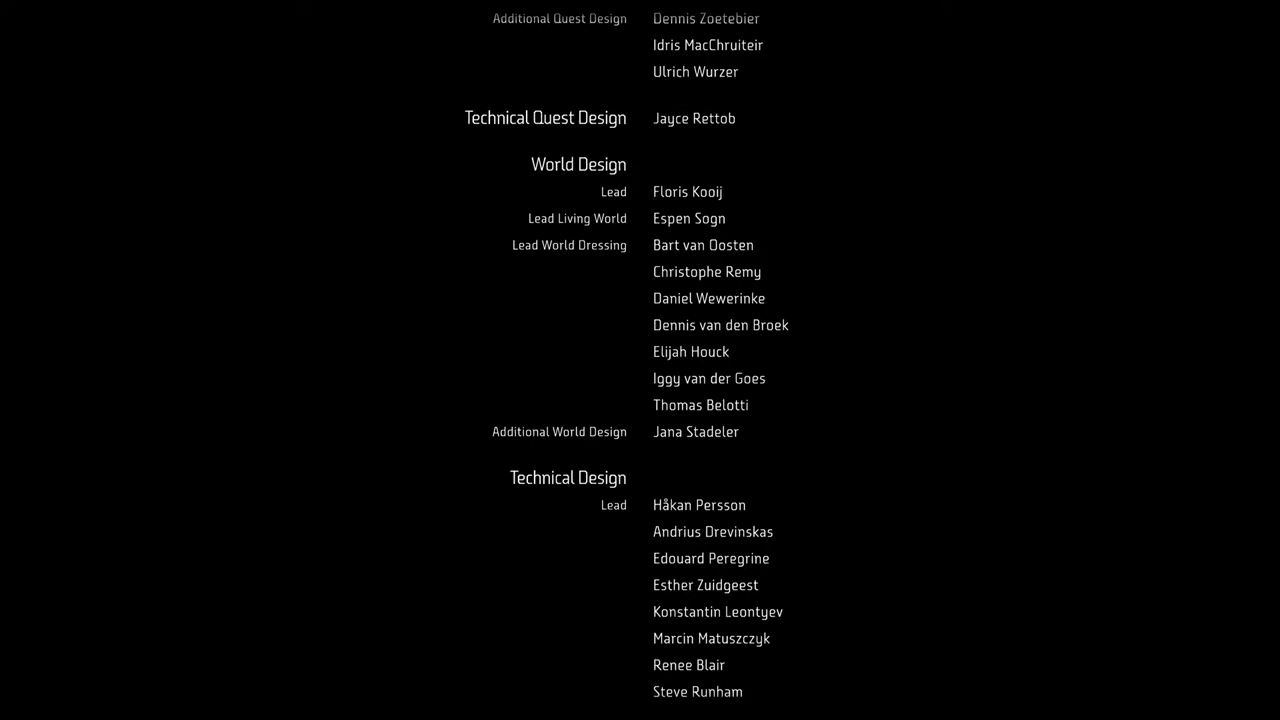 Additional Quest Design Dennis Zoetebier
Idris MacChruiteir
Ulrich Wurzer
Technical Quest Design Jayce Rettob
World Design
Lead Floris Kooij
Lead Living World Espen Sogn
Lead World Dressing Bart van Oosten
Christophe Remy
Daniel Wewerinke
Dennis van den Broek
Elijah Houck
Iggy van der Goes
Thomas Belotti
Additional World Design Jana Stadeler
Technical Design
Lead Håkan Persson
Andrius Drevinskas
Edouard Peregrine
Esther Zuidgeest
Konstantin Leontyev
Marcin Matuszczyk
Renee Blair
Steve Runham